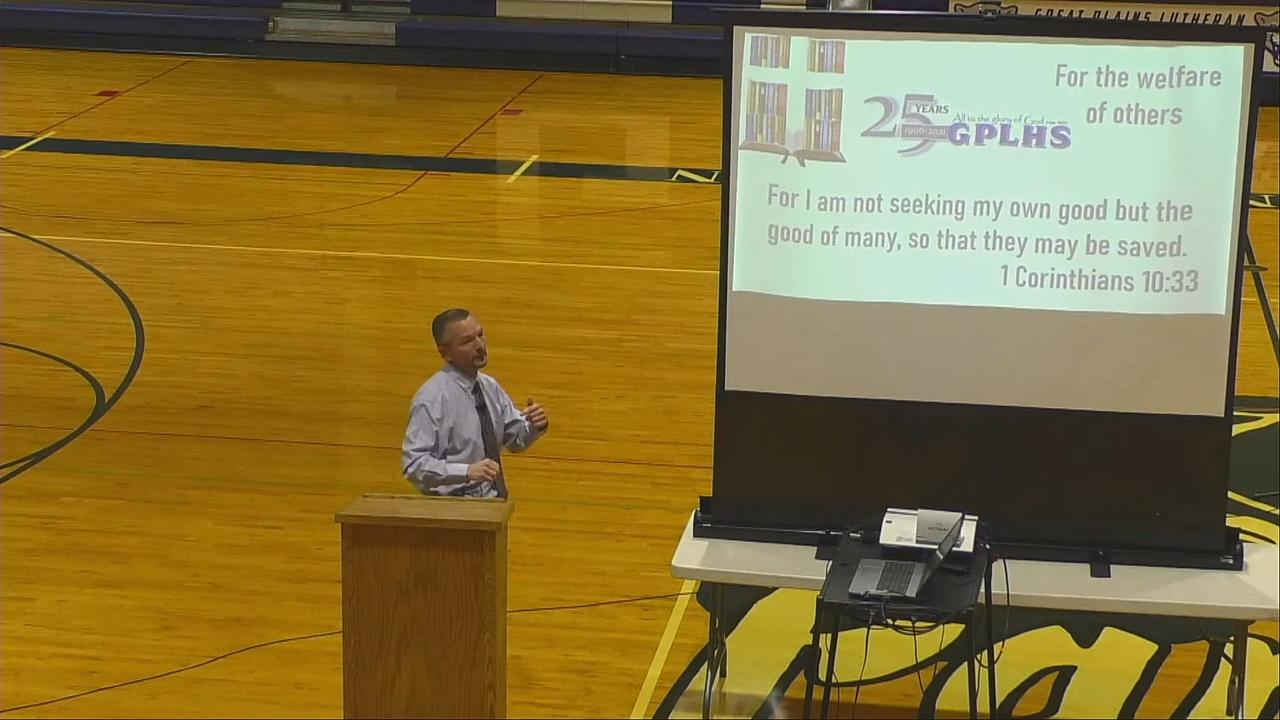 GREAT PLAINS LUTHERAN
For the welfare
of others
25 YEARS
1996-2021
All to the glory of God
GPLHS
For I am not seeking my own good but the
good of many, so that they may be saved.
1 Corinthians 10:33